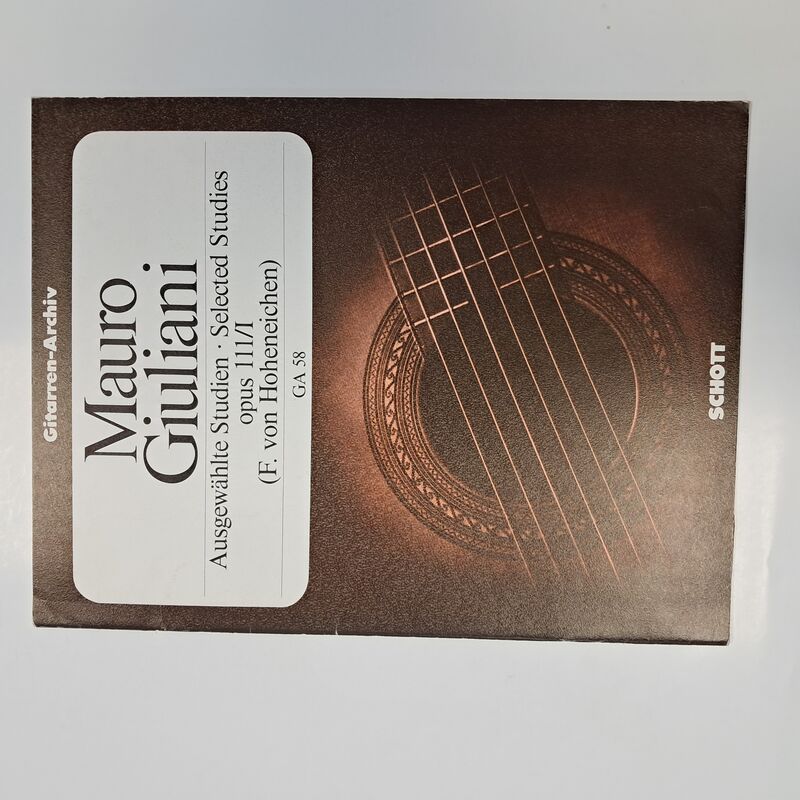 Gitarren-Archiv
Mauro
Giuliani
Ausgewählte Studien · Selected Studies
opus 111/I
(F. von Hoheneichen)
GA 58
SCHOTT